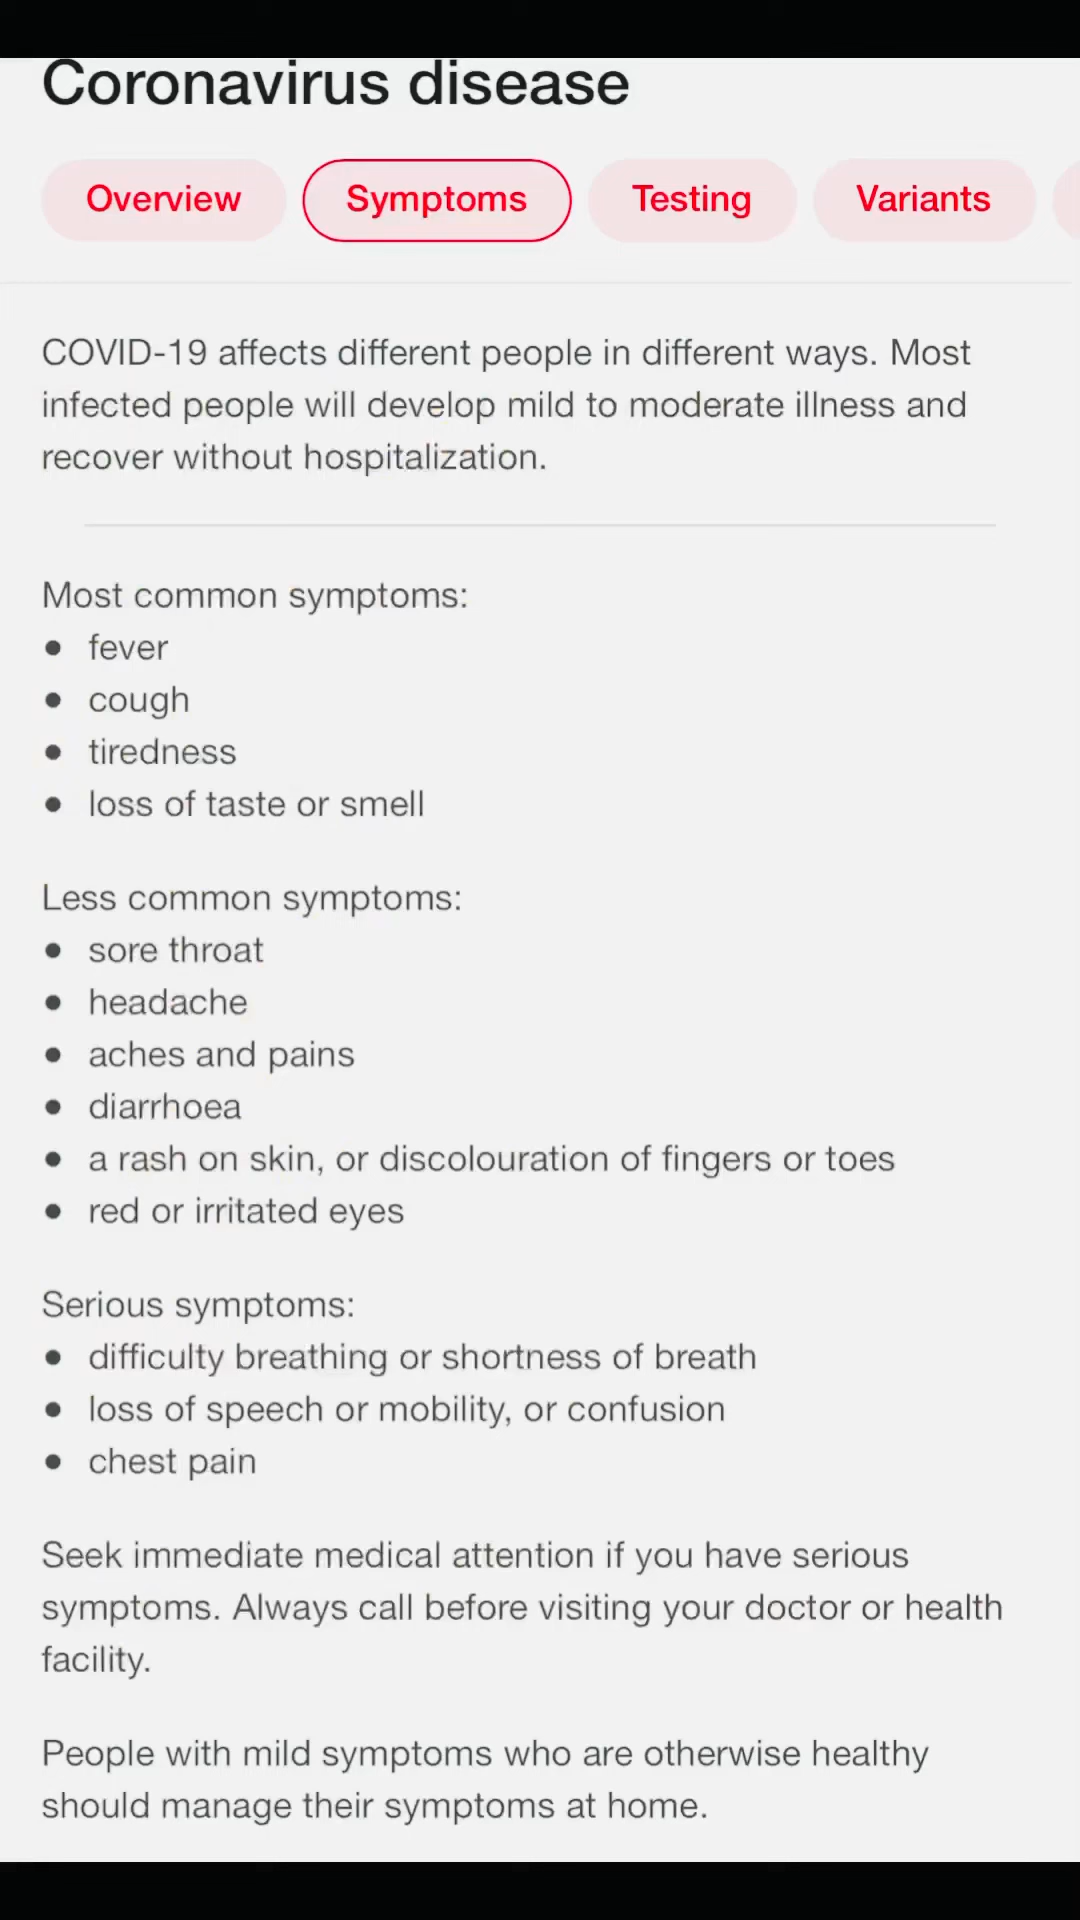 Coronavirus disease
Overview Symptoms Testing Variants
COVID-19 affects different people in different ways. Most
infected people will develop mild to moderate illness and
recover without hospitalization.
Most common symptoms:
● fever
● cough
● tiredness
● loss of taste or smell
Less common symptoms:
● sore throat
● headache
● aches and pains
● diarrhoea
● a rash on skin, or discolouration of fingers or toes
● red or irritated eyes
Serious symptoms:
● difficulty breathing or shortness of breath
● loss of speech or mobility, or confusion
● chest pain
Seek immediate medical attention if you have serious
symptoms. Always call before visiting your doctor or health
facility.
People with mild symptoms who are otherwise healthy
should manage their symptoms at home.